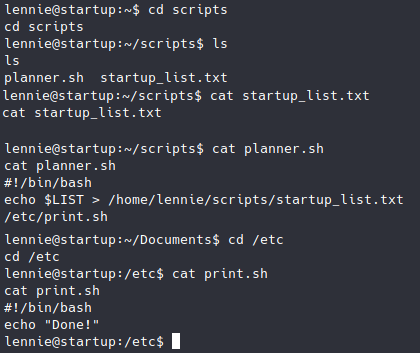 lennie@startup:~$ cd scripts
cd scripts
lennie@startup:~/scripts$ ls
ls
planner.sh  startup_list.txt
lennie@startup:~/scripts$ cat startup_list.txt
cat startup_list.txt
lennie@startup:~/scripts$ cat planner.sh
cat planner.sh
#!/bin/bash
echo $LIST > /home/lennie/scripts/startup_list.txt
/etc/print.sh
lennie@startup:~/Documents$ cd /etc
cd /etc
lennie@startup:/etc$ cat print.sh
cat print.sh
#!/bin/bash
echo "Done!"
lennie@startup:/etc$